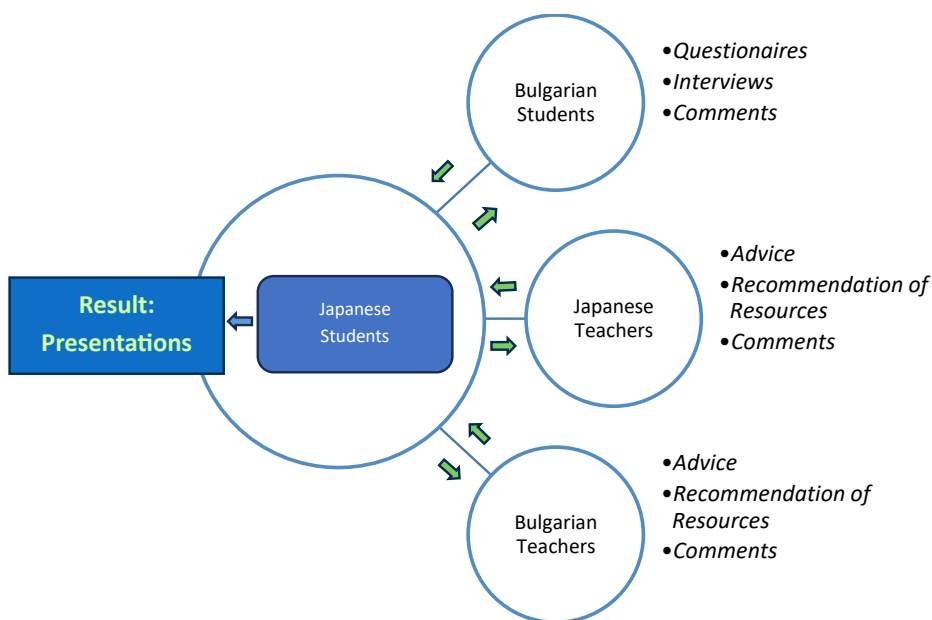 Bulgarian
Students
•Questionaires
•Interviews
•Comments
Result:
Presentations
Japanese
Students
Japanese
Teachers
•Advice
•Recommendation of
Resources
•Comments
Bulgarian
Teachers
•Advice
•Recommendation of
Resources
•Comments